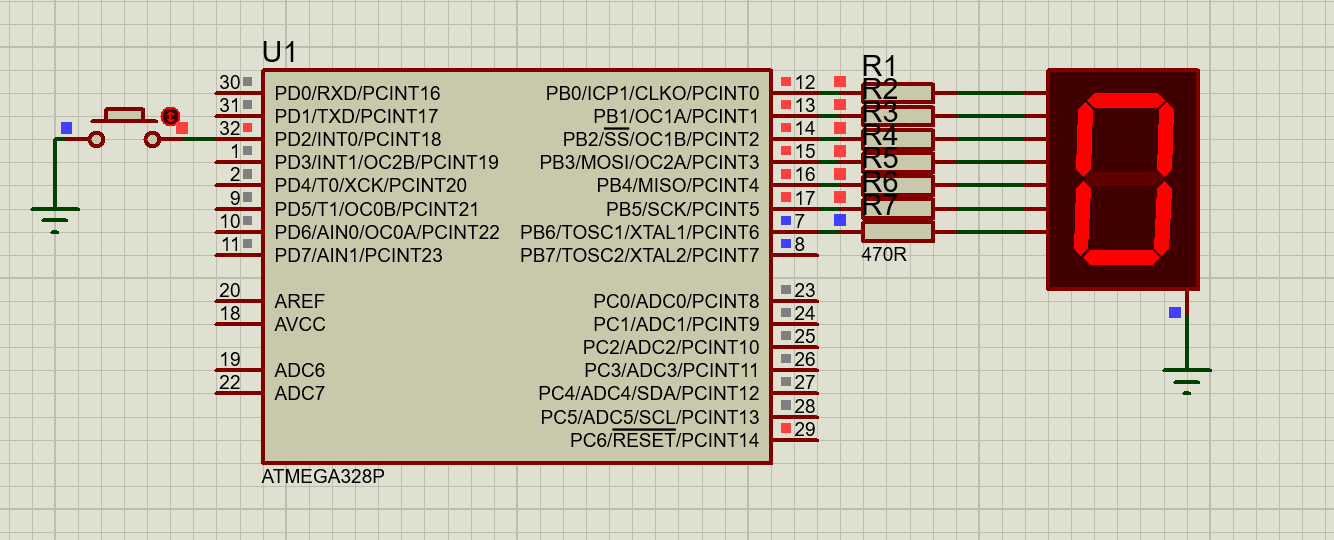 U1
30 PD0/RXD/PCINT16 PB0/ICP1/CLKO/PCINT0 12 R1
31 PD1/TXD/PCINT17 PB1/OC1A/PCINT1 13 R2
32 PD2/INT0/PCINT18 PB2/SS/OC1B/PCINT2 14 R3
1 PD3/INT1/OC2B/PCINT19 PB3/MOSI/OC2A/PCINT3 15 R4
2 PD4/T0/XCK/PCINT20 PB4/MISO/PCINT4 16 R5
9 PD5/T1/OC0B/PCINT21 PB5/SCK/PCINT5 17 R6
10 PD6/AIN0/OC0A/PCINT22 PB6/TOSC1/XTAL1/PCINT6 7 R7
11 PD7/AIN1/PCINT23 PB7/TOSC2/XTAL2/PCINT7 8 470R
20 AREF PC0/ADC0/PCINT8 23
18 AVCC PC1/ADC1/PCINT9 24
PC2/ADC2/PCINT10 25
19 ADC6 PC3/ADC3/PCINT11 26
22 ADC7 PC4/ADC4/SDA/PCINT12 27
PC5/ADC5/SCL/PCINT13 28
PC6/RESET/PCINT14 29
ATMEGA328P
0